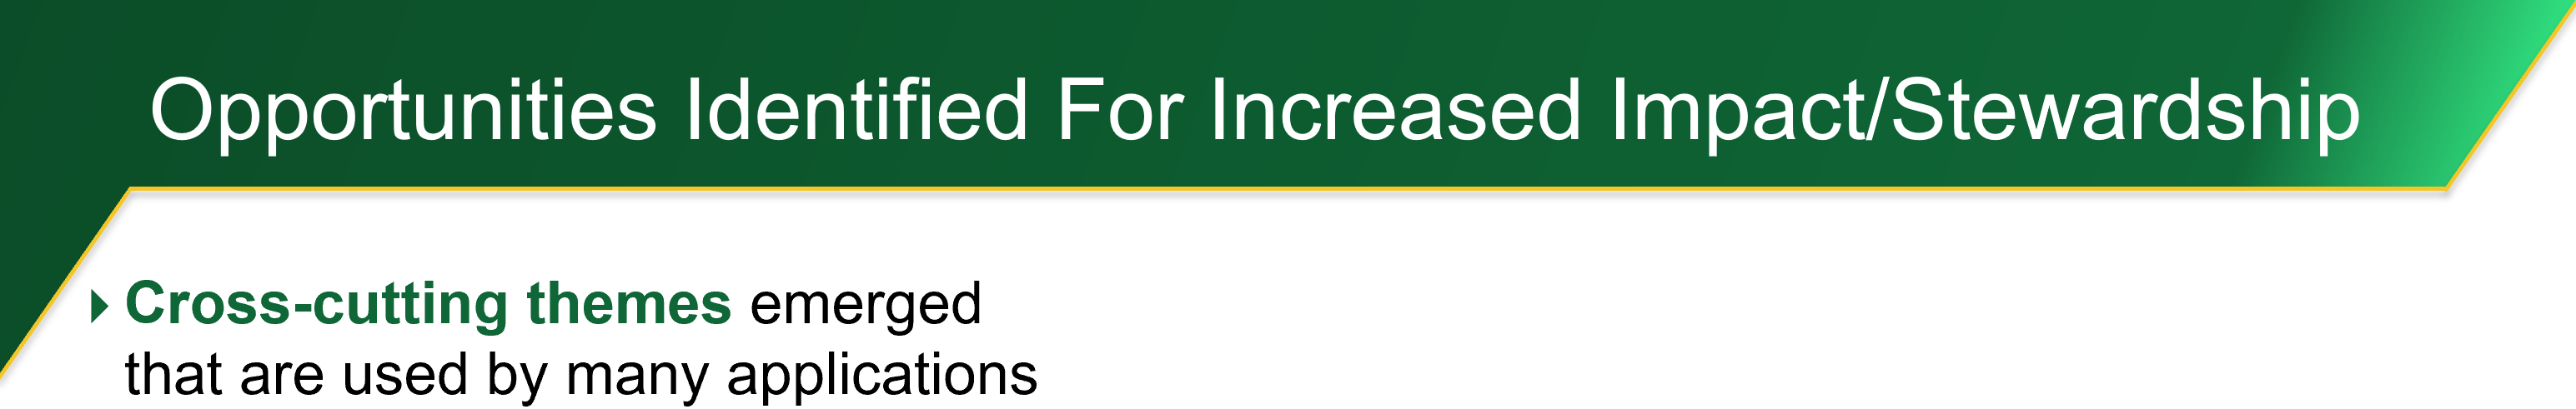 Opportunities Identified For Increased Impact/Stewardship
Cross-cutting themes emerged
that are used by many applications